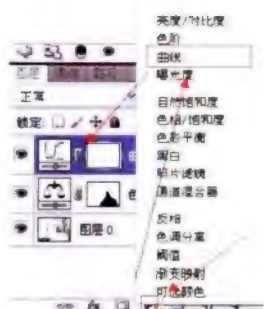 亮度/对比度
色阶
曲线
曝光度
自然饱和度
色相/饱和度
色彩平衡
黑白
照片滤镜
通道混合器
反相
色调分离
阈值
渐变映射
可选颜色
图层
正常
锁定:
曲
色
图层 0